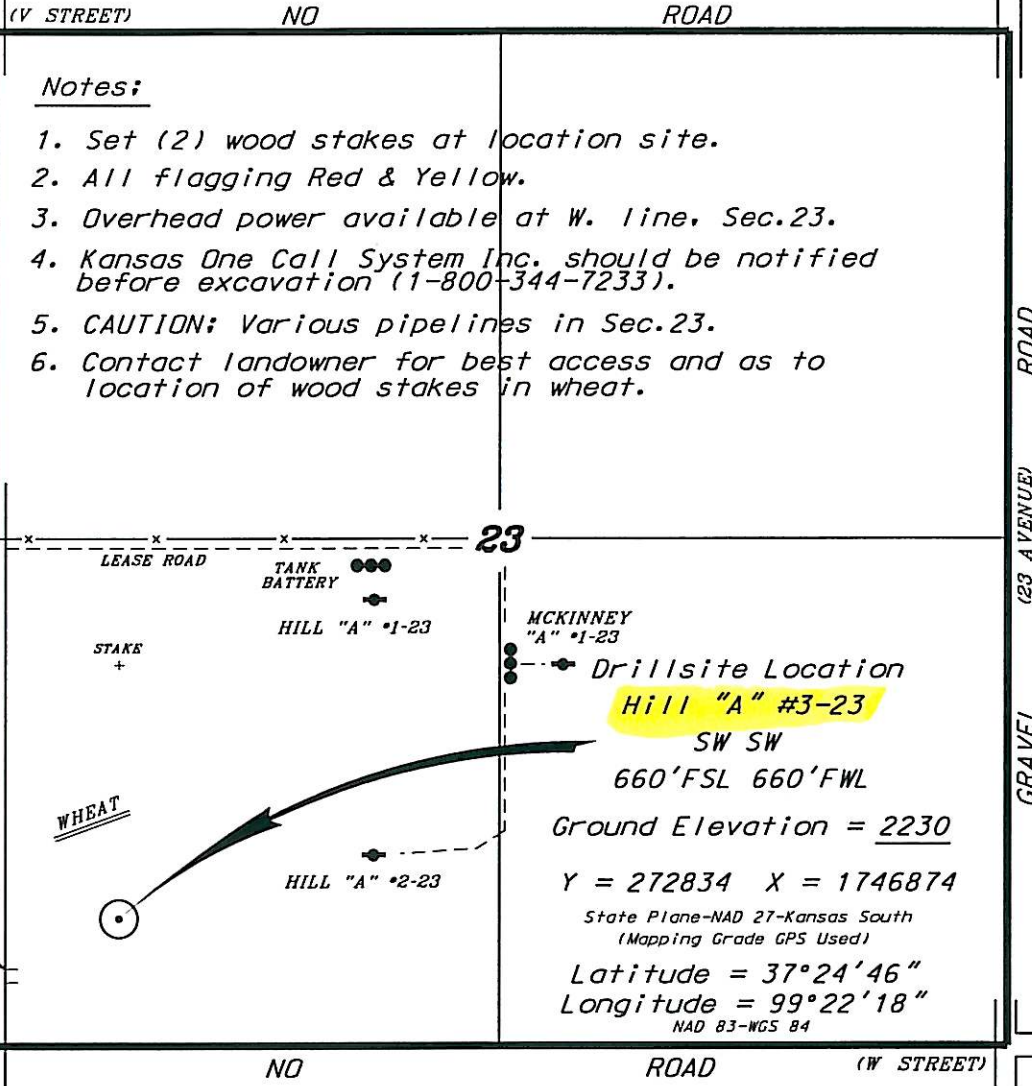 (V STREET) NO ROAD
Notes:
1. Set (2) wood stakes at location site.
2. All flagging Red & Yellow.
3. Overhead power available at W. line, Sec.23.
4. Kansas One Call System Inc. should be notified
before excavation (1-800-344-7233).
5. CAUTION: Various pipelines in Sec.23.
6. Contact landowner for best access and as to
location of wood stakes in wheat.
ROAD
(23 AVENUE)
GRAVEL
23
LEASE ROAD
TANK
BATTERY
HILL "A" #1-23
STAKE
MCKINNEY
"A" #1-23
Drillsite Location
Hill "A" #3-23
SW SW
660'FSL 660'FWL
WHEAT
Ground Elevation = 2230
HILL "A" #2-23
Y = 272834 X = 1746874
State Plane-NAD 27-Kansas South
(Mapping Grade GPS Used)
Latitude = 37°24'46"
Longitude = 99°22'18"
NAD 83-WGS 84
NO ROAD (W STREET)